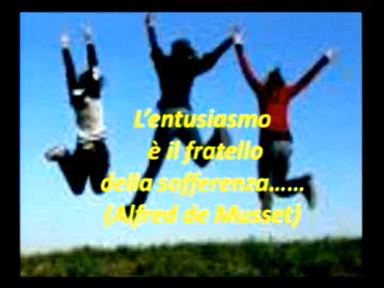 L'entusiasmo
è il fratello
della sofferenza......
(Alfred de Musset)